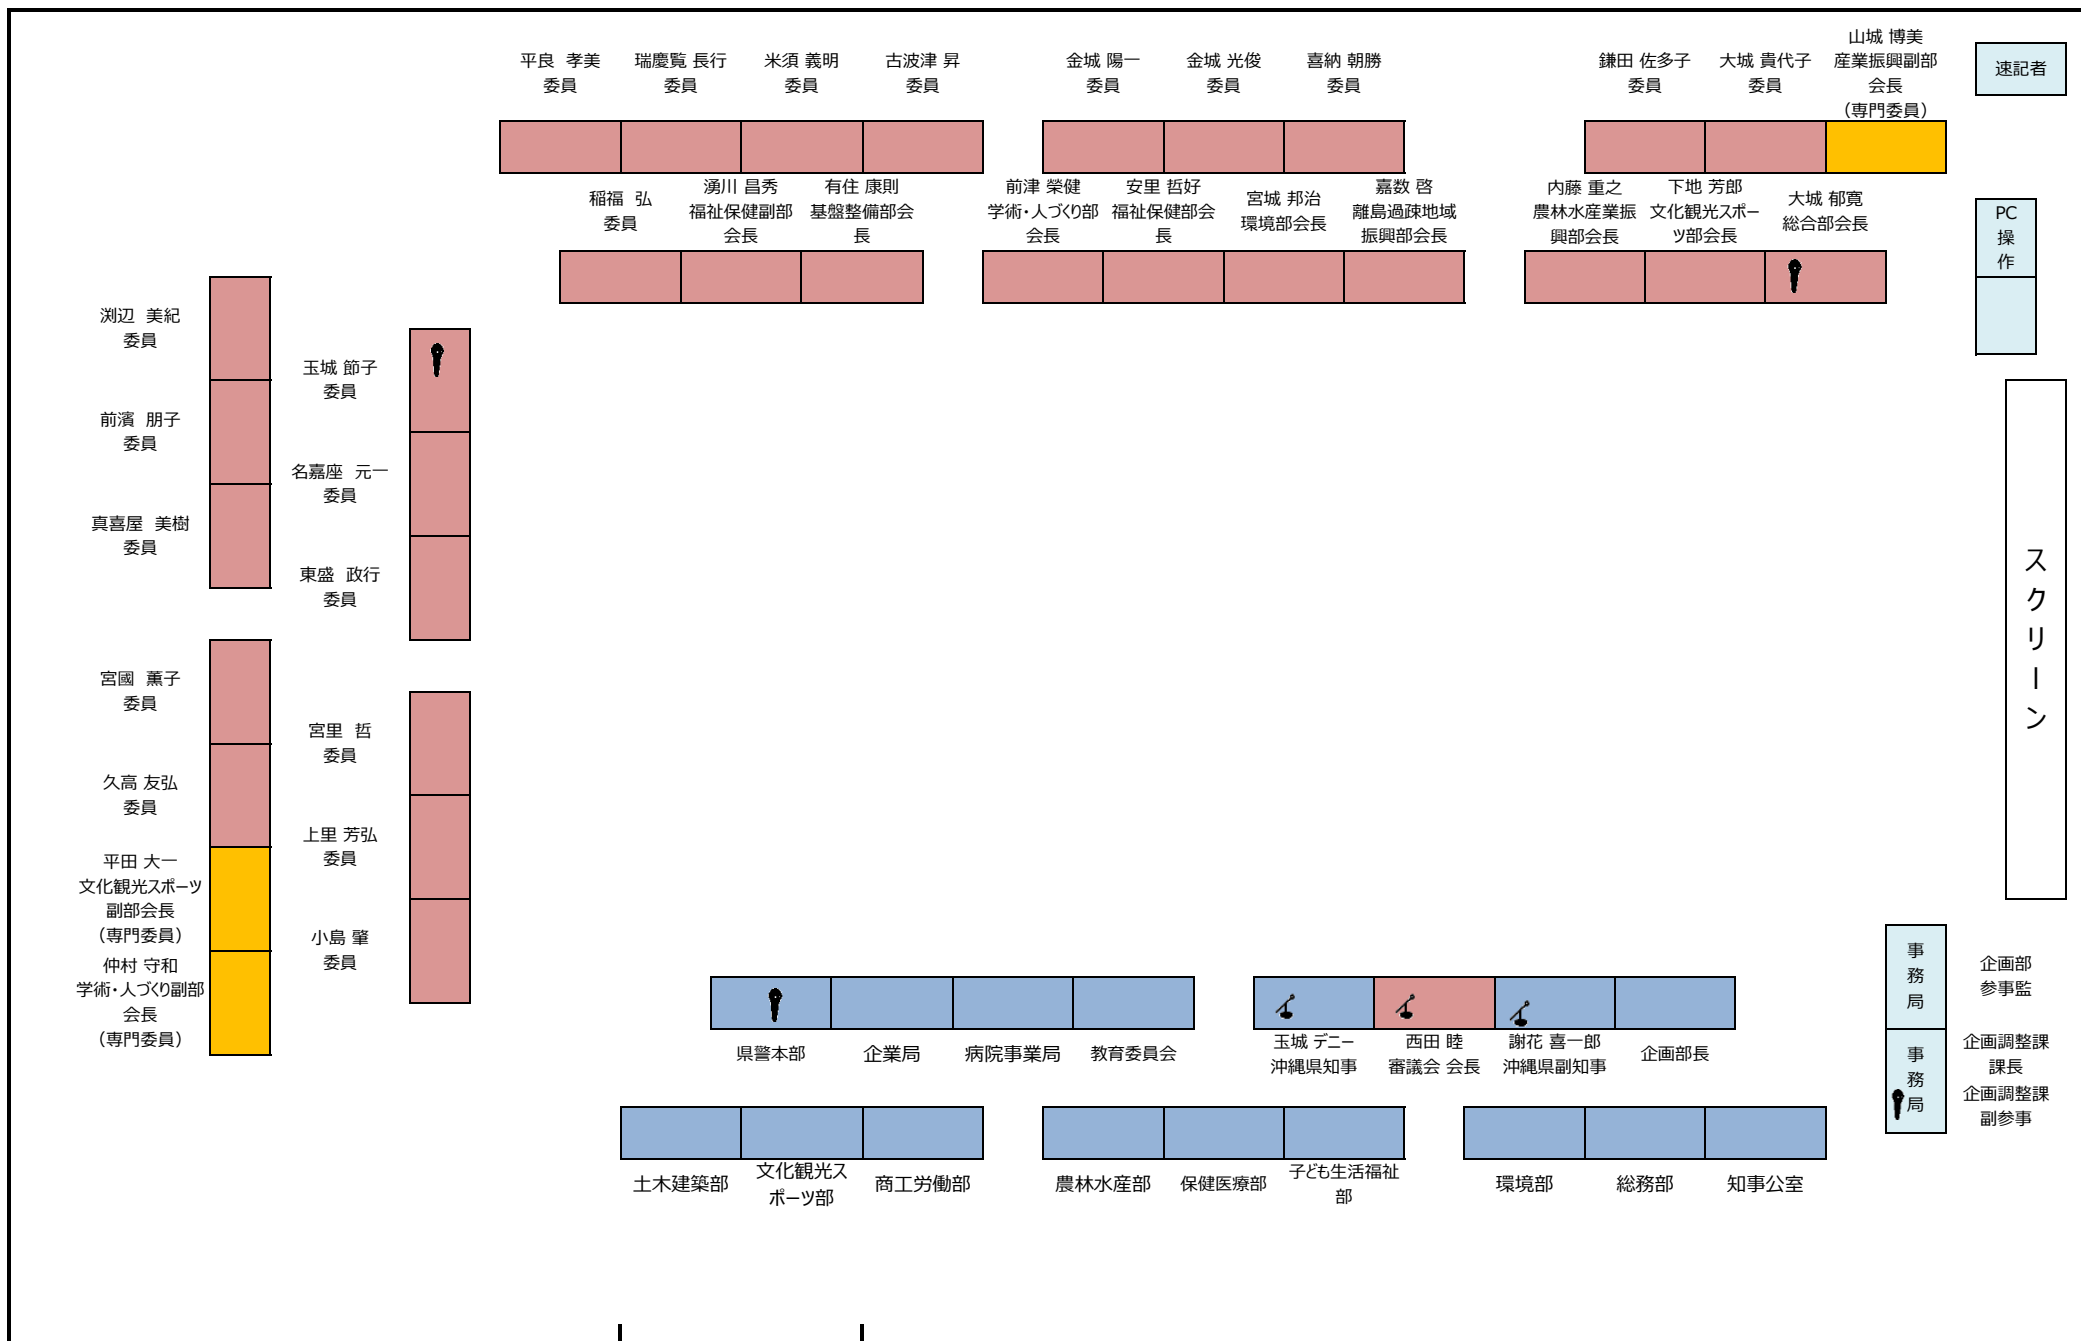 平良 孝美
委員
瑞慶覧 長行
委員
米須 義明
委員
古波津 昇
委員
金城 陽一
委員
金城 光俊
委員
喜納 朝勝
委員
鎌田 佐多子
委員
大城 貴代子
委員
山城 博美
産業振興副部
会長
(専門委員)
速記者
稲福 弘
委員
湧川 昌秀
福祉保健副部
会長
有住 康則
基盤整備部会
長
前津 榮健
学術・人づくり部
会長
安里 哲好
福祉保健部会
長
宮城 邦治
環境部会長
嘉数 啓
離島過疎地域
振興部会長
内藤 重之
農林水産業振
興部会長
下地 芳郎
文化観光スポー
ツ部会長
大城 郁寛
総合部会長
PC
操
作
渕辺 美紀
委員
前濱 朋子
委員
真喜屋 美樹
委員
玉城 節子
委員
名嘉座 元一
委員
東盛 政行
委員
スクリーン
宮國 薫子
委員
久高 友弘
委員
平田 大一
文化観光スポーツ
副部会長
(専門委員)
仲村 守和
学術・人づくり副部
会長
(専門委員)
宮里 哲
委員
上里 芳弘
委員
小島 肇
委員
県警本部
企業局
病院事業局
教育委員会
玉城 デニー
沖縄県知事
西田 睦
審議会 会長
謝花 喜一郎
沖縄県副知事
企画部長
事
務
局
企画部
参事監
事
務
局
企画調整課
課長
企画調整課
副参事
土木建築部
文化観光ス
ポーツ部
商工労働部
農林水産部
保健医療部
子ども生活福祉
部
環境部
総務部
知事公室